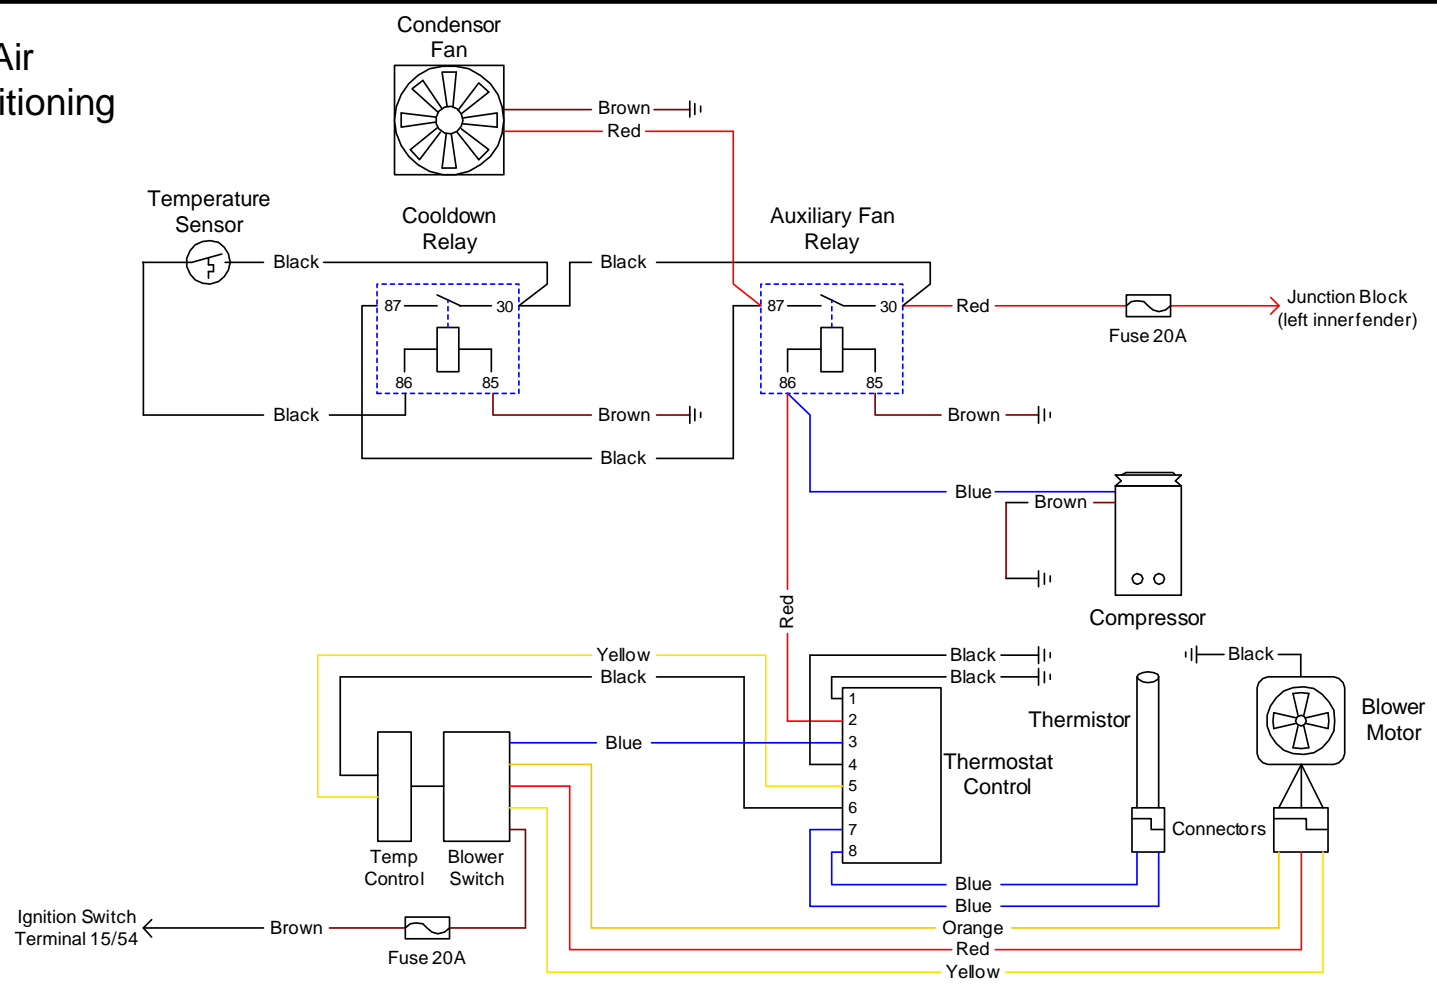 Air
itioning
Condensor
Fan
Brown
Red
Temperature
Sensor
Cooldown
Relay
Auxiliary Fan
Relay
Black
Black
87
30
87
30
Red
Fuse 20A
Junction Block
(left inner fender)
86
85
86
85
Black
Brown
Brown
Black
Blue
Brown
Compressor
Red
Yellow
Black
Black
Black
Black
1
2
3
4
5
6
7
8
Thermostat
Control
Thermistor
Blower
Motor
Blue
Temp
Control
Blower
Switch
Connectors
Blue
Blue
Ignition Switch
Terminal 15/54
Brown
Fuse 20A
Orange
Red
Yellow